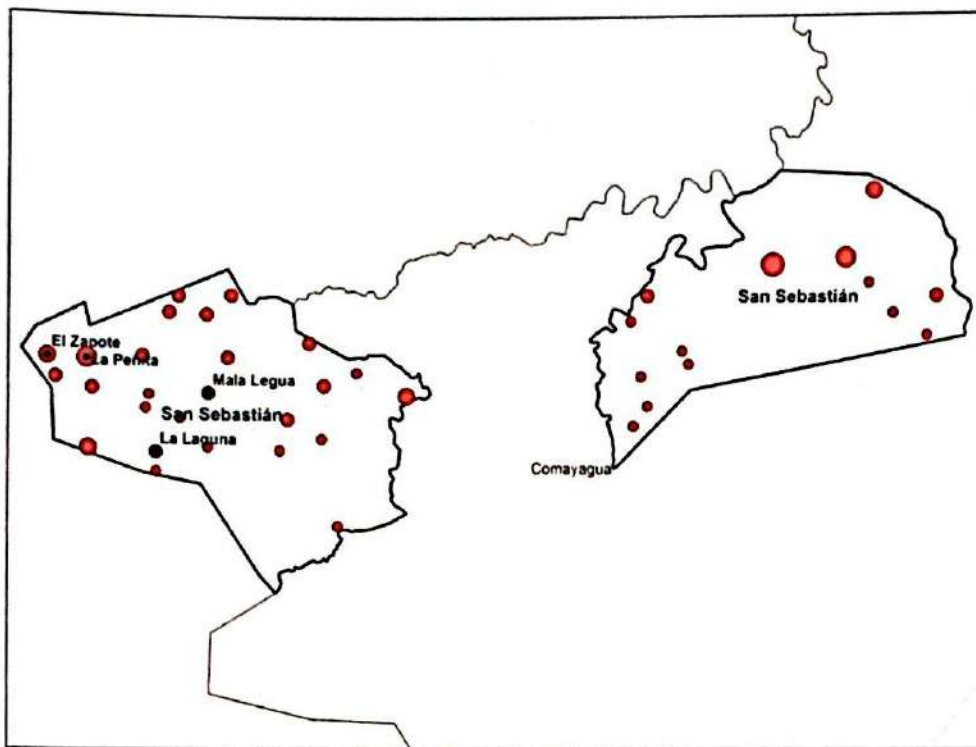 San Sebastián
El Zapote
La Peñita
Mala Legua
San Sebastián
La Laguna
Comayagua